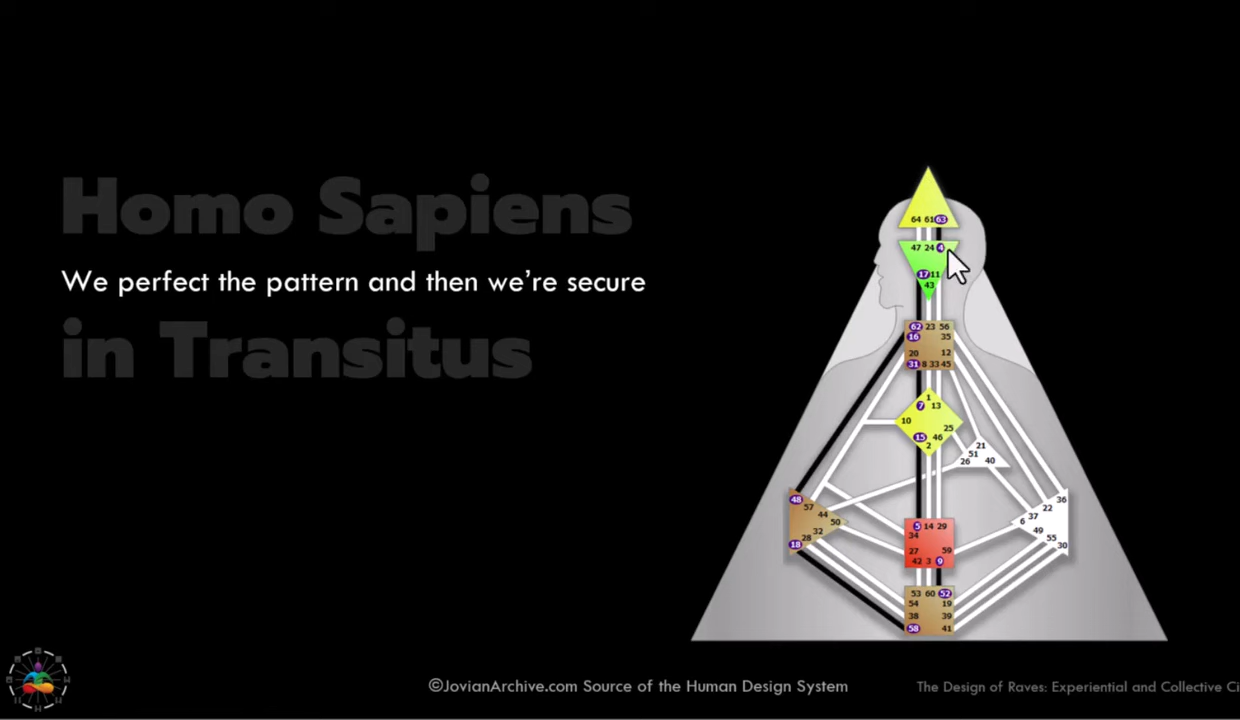 Homo Sapiens
We perfect the pattern and then we're secure
in Transitus
64 61 63
47 24 4
17 11
43
62 23 56
16 35
20 12
31 8 33 45
1
7 13
10
25
15 46
2
21
51
26 40
48
57
44
50
32
28
18
36
22
37
6
49
55
30
5 14 29
34
27 59
42 3 9
53 60 52
54 19
38 39
58 41
©JovianArchive.com Source of the Human Design System
The Design of Raves: Experiential and Collective Ci